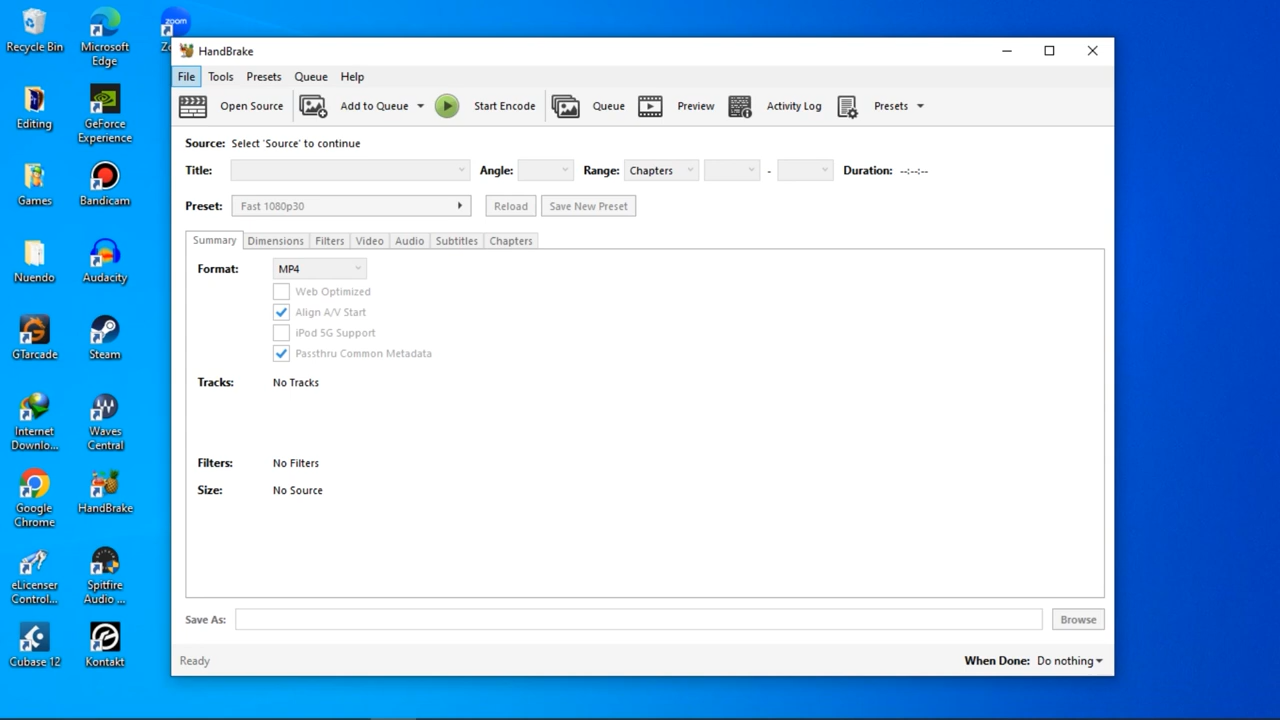 Recycle Bin
Microsoft
Edge
zoom
Editing
GeForce
Experience
Games
Bandicam
Nuendo
Audacity
GTarcade
Steam
Internet
Downlo...
Waves
Central
Google
Chrome
HandBrake
eLicenser
Control...
Spitfire
Audio ...
Cubase 12
Kontakt
HandBrake
File Tools Presets Queue Help
Open Source Add to Queue Start Encode Queue Preview Activity Log Presets
Source: Select 'Source' to continue
Title: Angle: Range: Chapters - Duration: --:--:--
Preset: Fast 1080p30 Reload Save New Preset
Summary Dimensions Filters Video Audio Subtitles Chapters
Format: MP4
Web Optimized
Align A/V Start
iPod 5G Support
Passthru Common Metadata
Tracks: No Tracks
Filters: No Filters
Size: No Source
Save As: Browse
Ready When Done: Do nothing